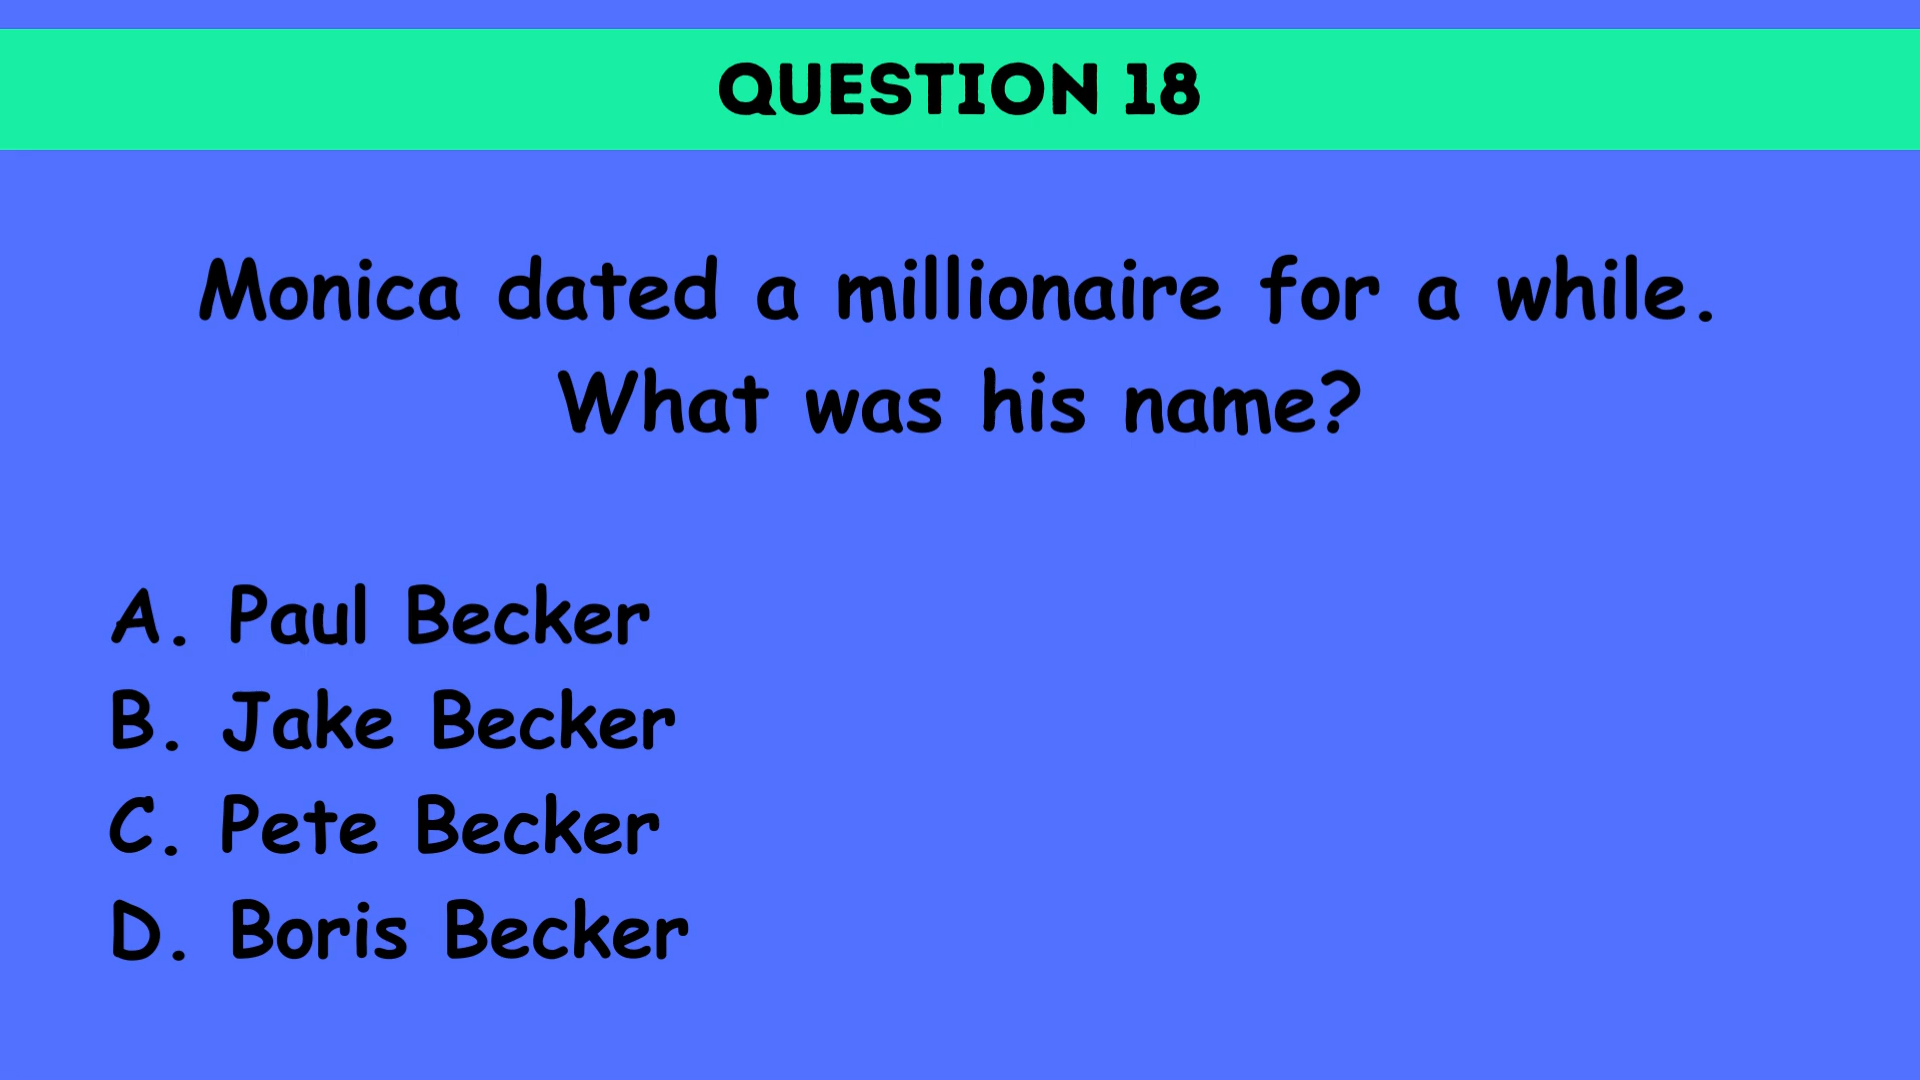 QUESTION 18
Monica dated a millionaire for a while.
What was his name?
A. Paul Becker
B. Jake Becker
C. Pete Becker
D. Boris Becker